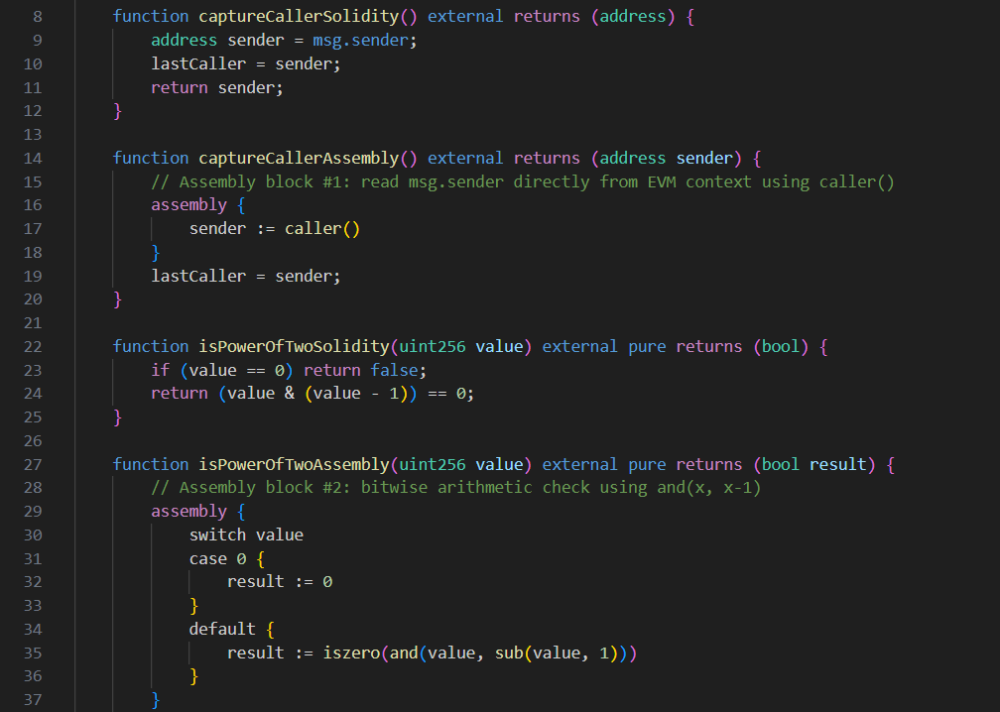 8 function captureCallerSolidity() external returns (address) {
9 address sender = msg.sender;
10 lastCaller = sender;
11 return sender;
12 }
13
14 function captureCallerAssembly() external returns (address sender) {
15 // Assembly block #1: read msg.sender directly from EVM context using caller()
16 assembly {
17 sender := caller()
18 }
19 lastCaller = sender;
20 }
21
22 function isPowerOfTwoSolidity(uint256 value) external pure returns (bool) {
23 if (value == 0) return false;
24 return (value & (value - 1)) == 0;
25 }
26
27 function isPowerOfTwoAssembly(uint256 value) external pure returns (bool result) {
28 // Assembly block #2: bitwise arithmetic check using and(x, x-1)
29 assembly {
30 switch value
31 case 0 {
32 result := 0
33 }
34 default {
35 result := iszero(and(value, sub(value, 1)))
36 }
37 }